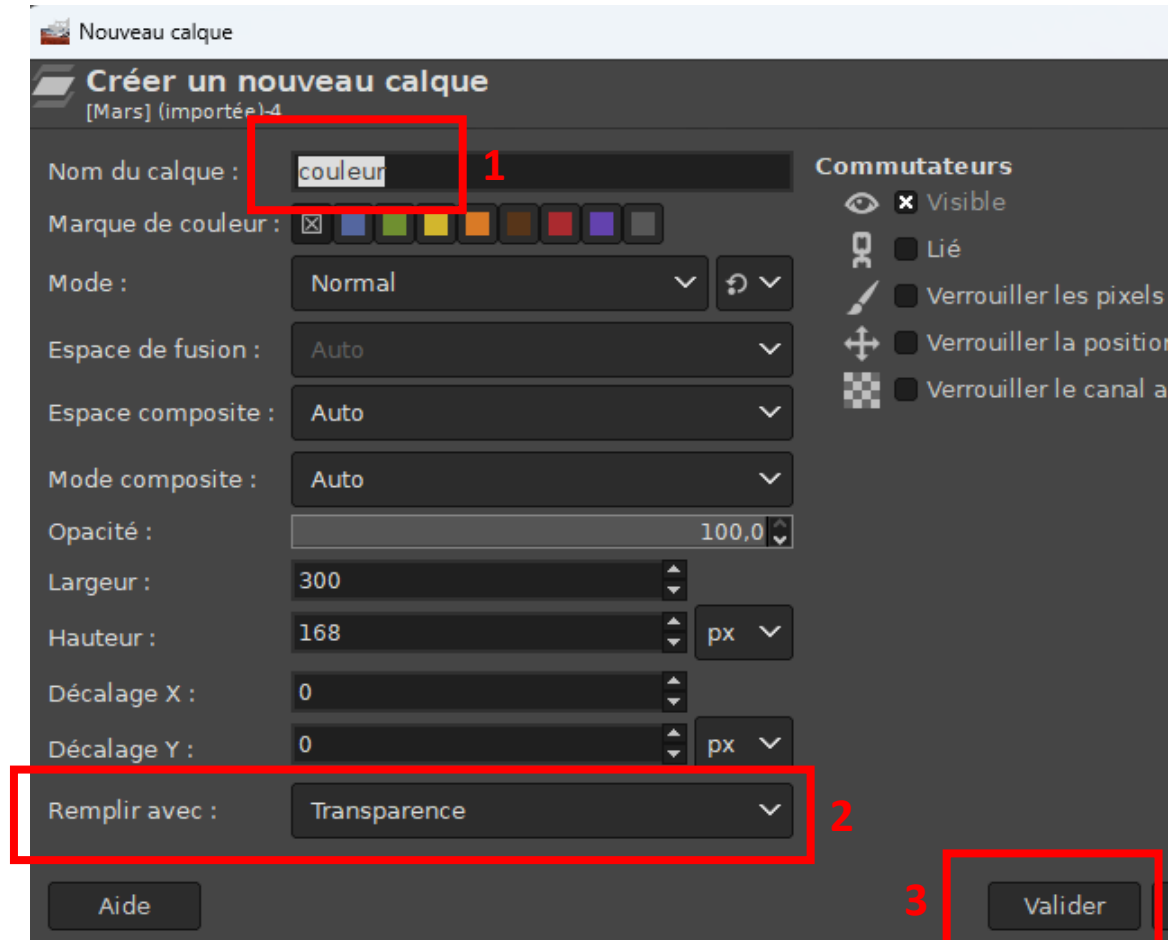 Nouveau calque
Créer un nouveau calque
[Mars] (importée)-4
Nom du calque : couleur 1
Marque de couleur :
Mode : Normal
Espace de fusion : Auto
Espace composite : Auto
Mode composite : Auto
Opacité : 100,0
Largeur : 300
Hauteur : 168 px
Décalage X : 0
Décalage Y : 0 px
Remplir avec : Transparence 2
Commutateurs
Visible
Lié
Verrouiller les pixels
Verrouiller la position
Verrouiller le canal a
Aide
3 Valider